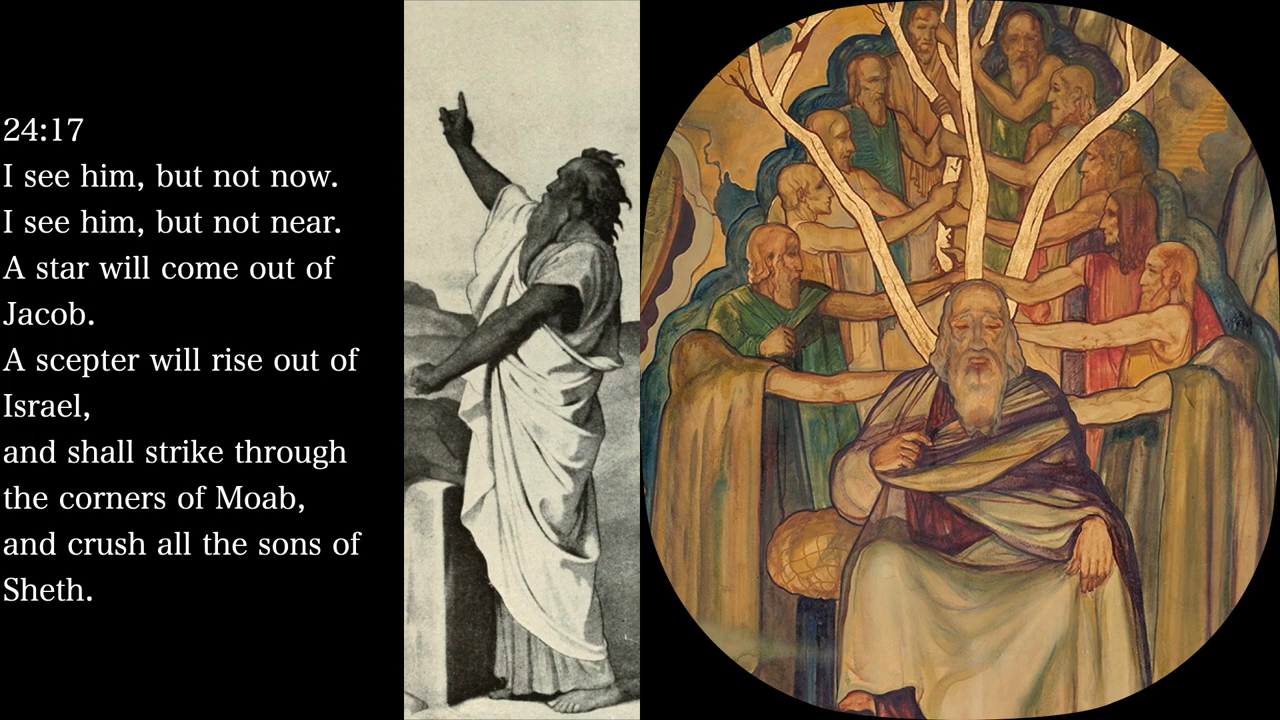 24:17
I see him, but not now.
I see him, but not near.
A star will come out of
Jacob.
A scepter will rise out of
Israel,
and shall strike through
the corners of Moab,
and crush all the sons of
Sheth.